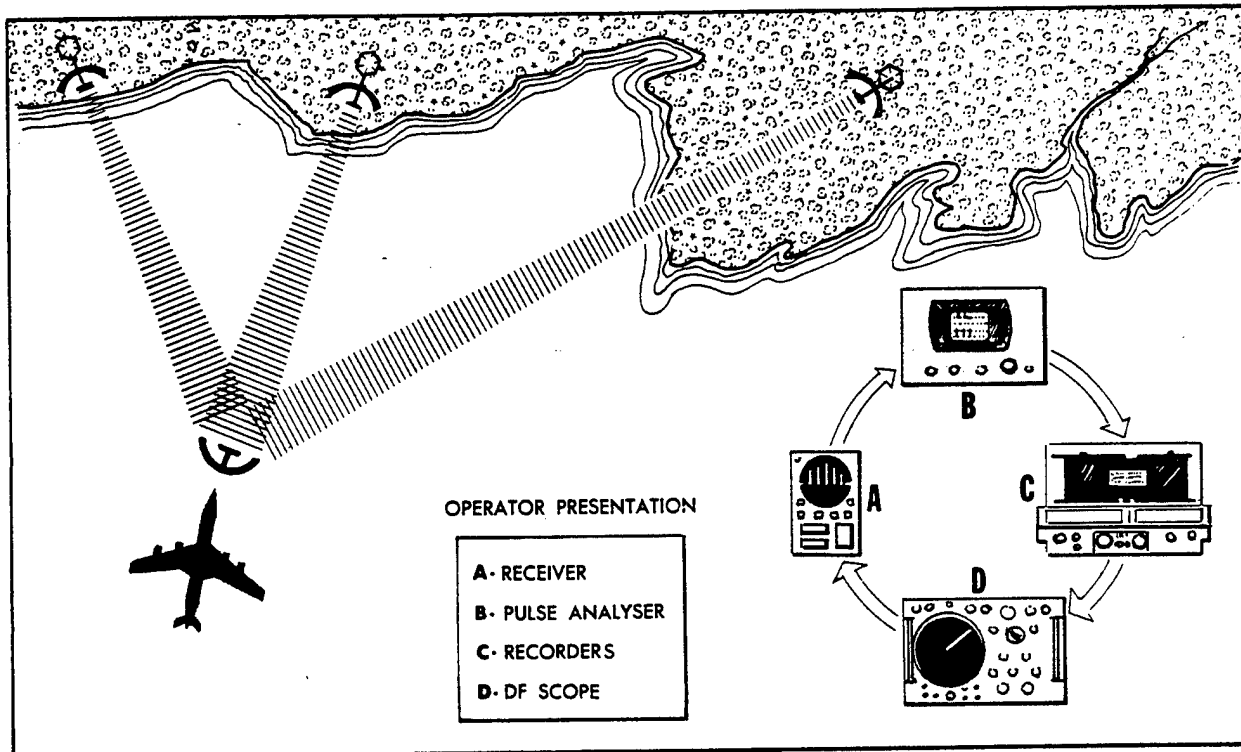 B
A
C
D
OPERATOR PRESENTATION
A- RECEIVER
B- PULSE ANALYSER
C- RECORDERS
D- DF SCOPE